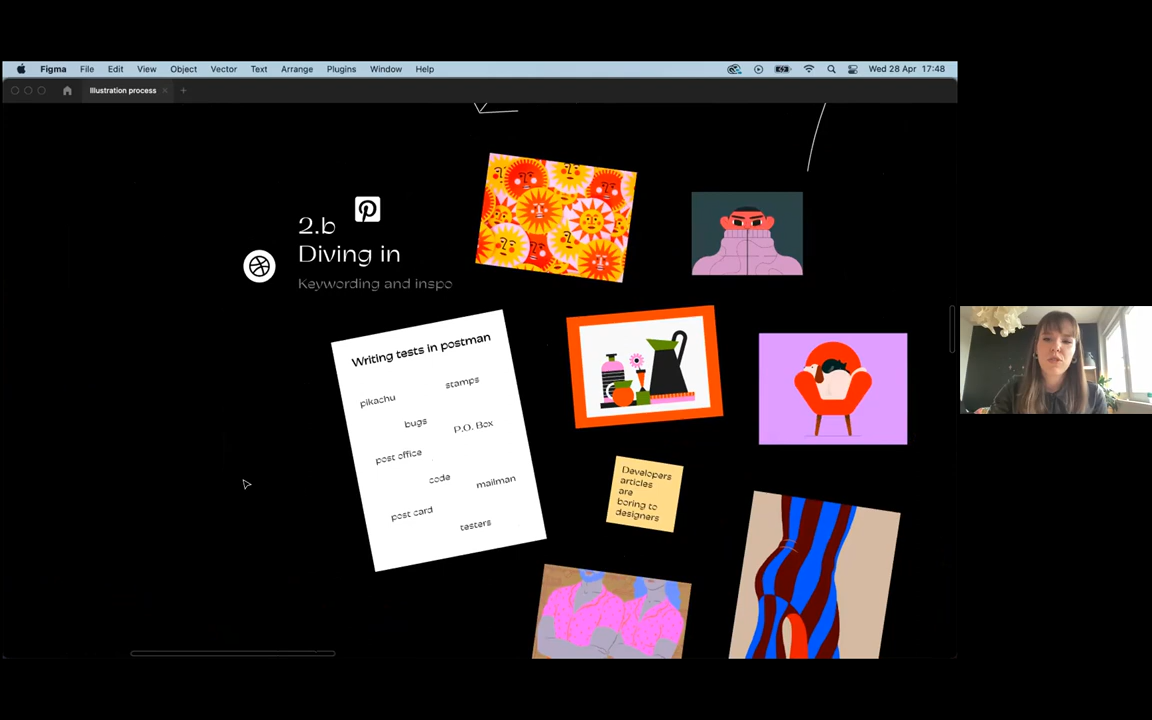 Figma File Edit View Object Vector Text Arrange Plugins Window Help Wed 28 Apr 17:48
Illustration process
2.b
Diving in
Keywording and inspo
Writing tests in postman
stamps
pikachu
bugs
P.O. Box
post office
code
mailman
post card
testers
Developers
articles
are
boring to
designers